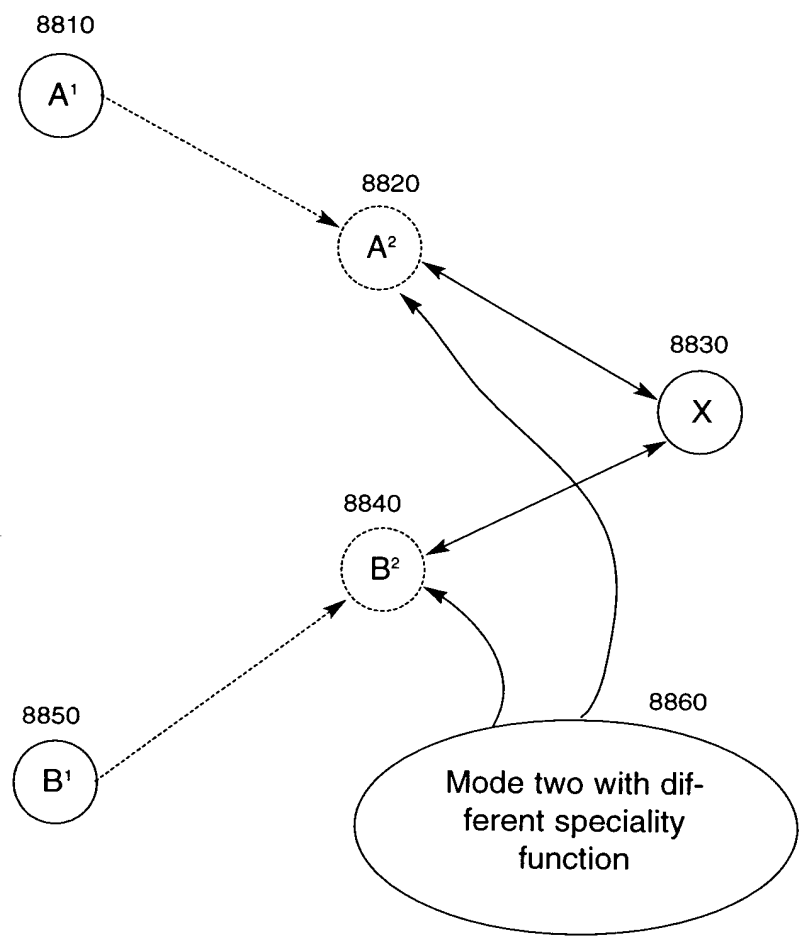 8810
A¹
8820
A²
8830
X
8840
B²
8850
B¹
8860
Mode two with dif-
ferent speciality
function